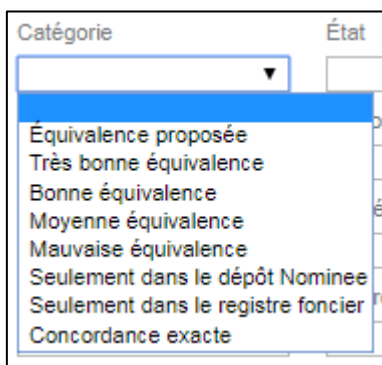 Catégorie État
Équivalence proposée
Très bonne équivalence
Bonne équivalence
Moyenne équivalence
Mauvaise équivalence
Seulement dans le dépôt Nominee
Seulement dans le registre foncier
Concordance exacte